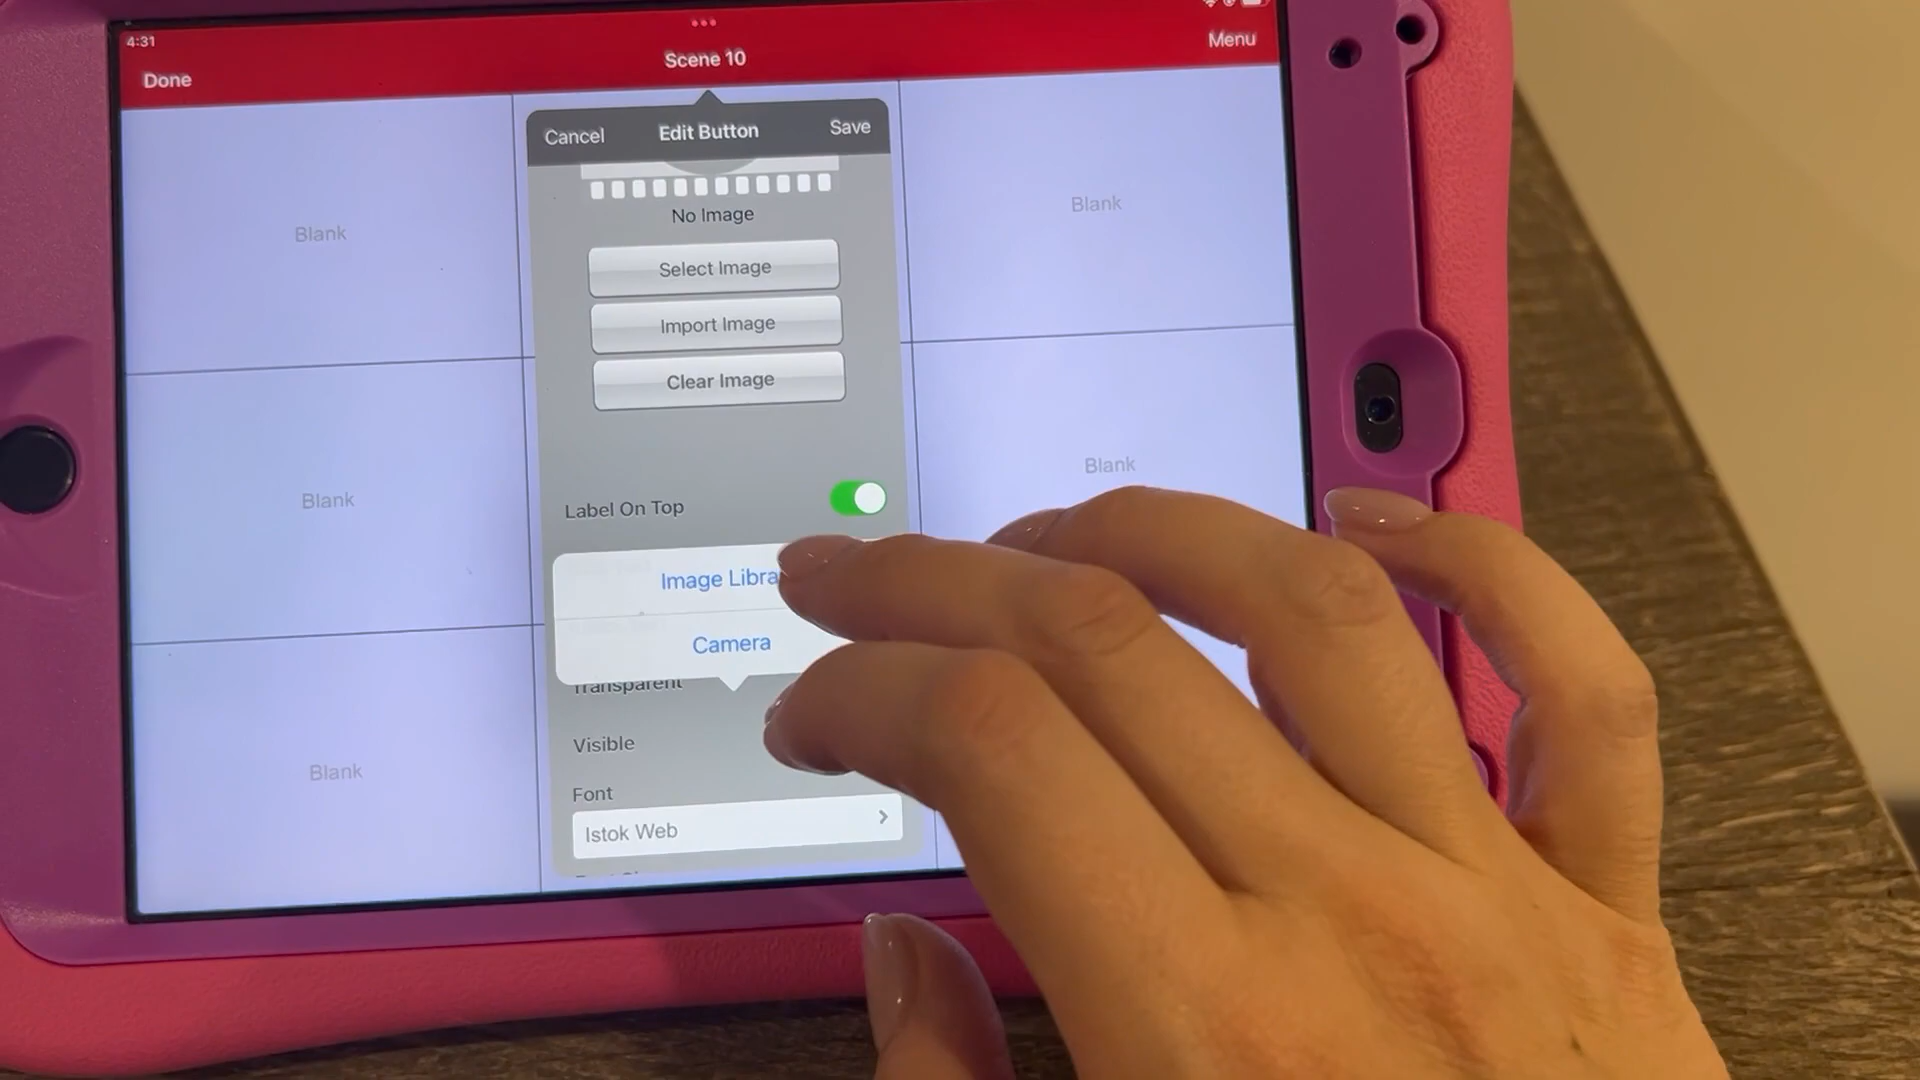 4:31
Done
Scene 10
Menu
Cancel
Edit Button
Save
No Image
Select Image
Import Image
Clear Image
Label On Top
Image Libra
Camera
Transparent
Visible
Font
Istok Web
Blank
Blank
Blank
Blank
Blank